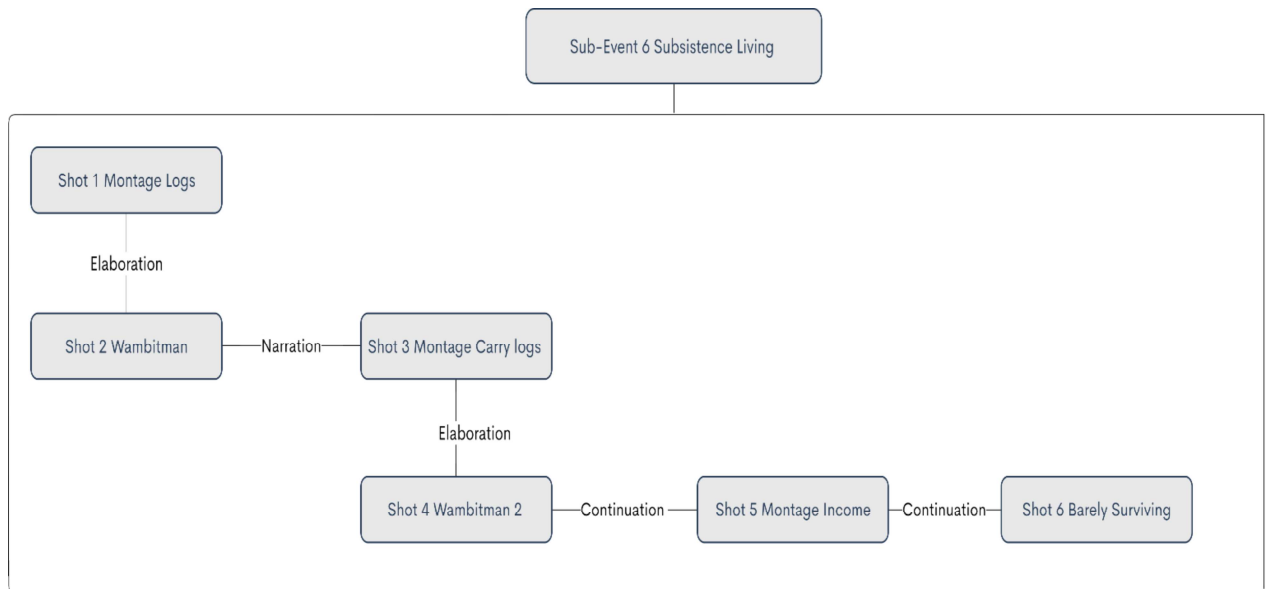 Sub-Event 6 Subsistence Living
Shot 1 Montage Logs
Elaboration
Shot 2 Wambitman
Narration
Shot 3 Montage Carry logs
Elaboration
Shot 4 Wambitman 2
Continuation
Shot 5 Montage Income
Continuation
Shot 6 Barely Surviving